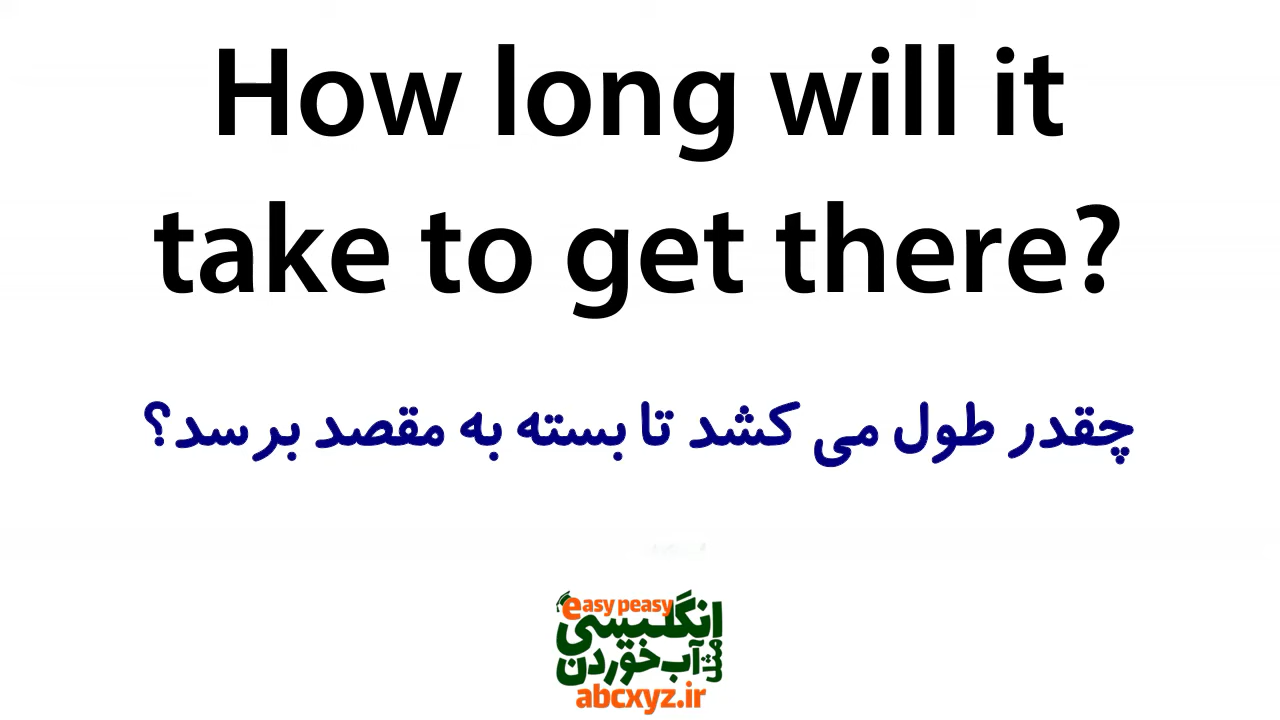 How long will it
take to get there?
چقدر طول می کشد تا بسته به مقصد برسد؟
easy peasy
انگلیسی
مثل آب خوردن
abcxyz.ir